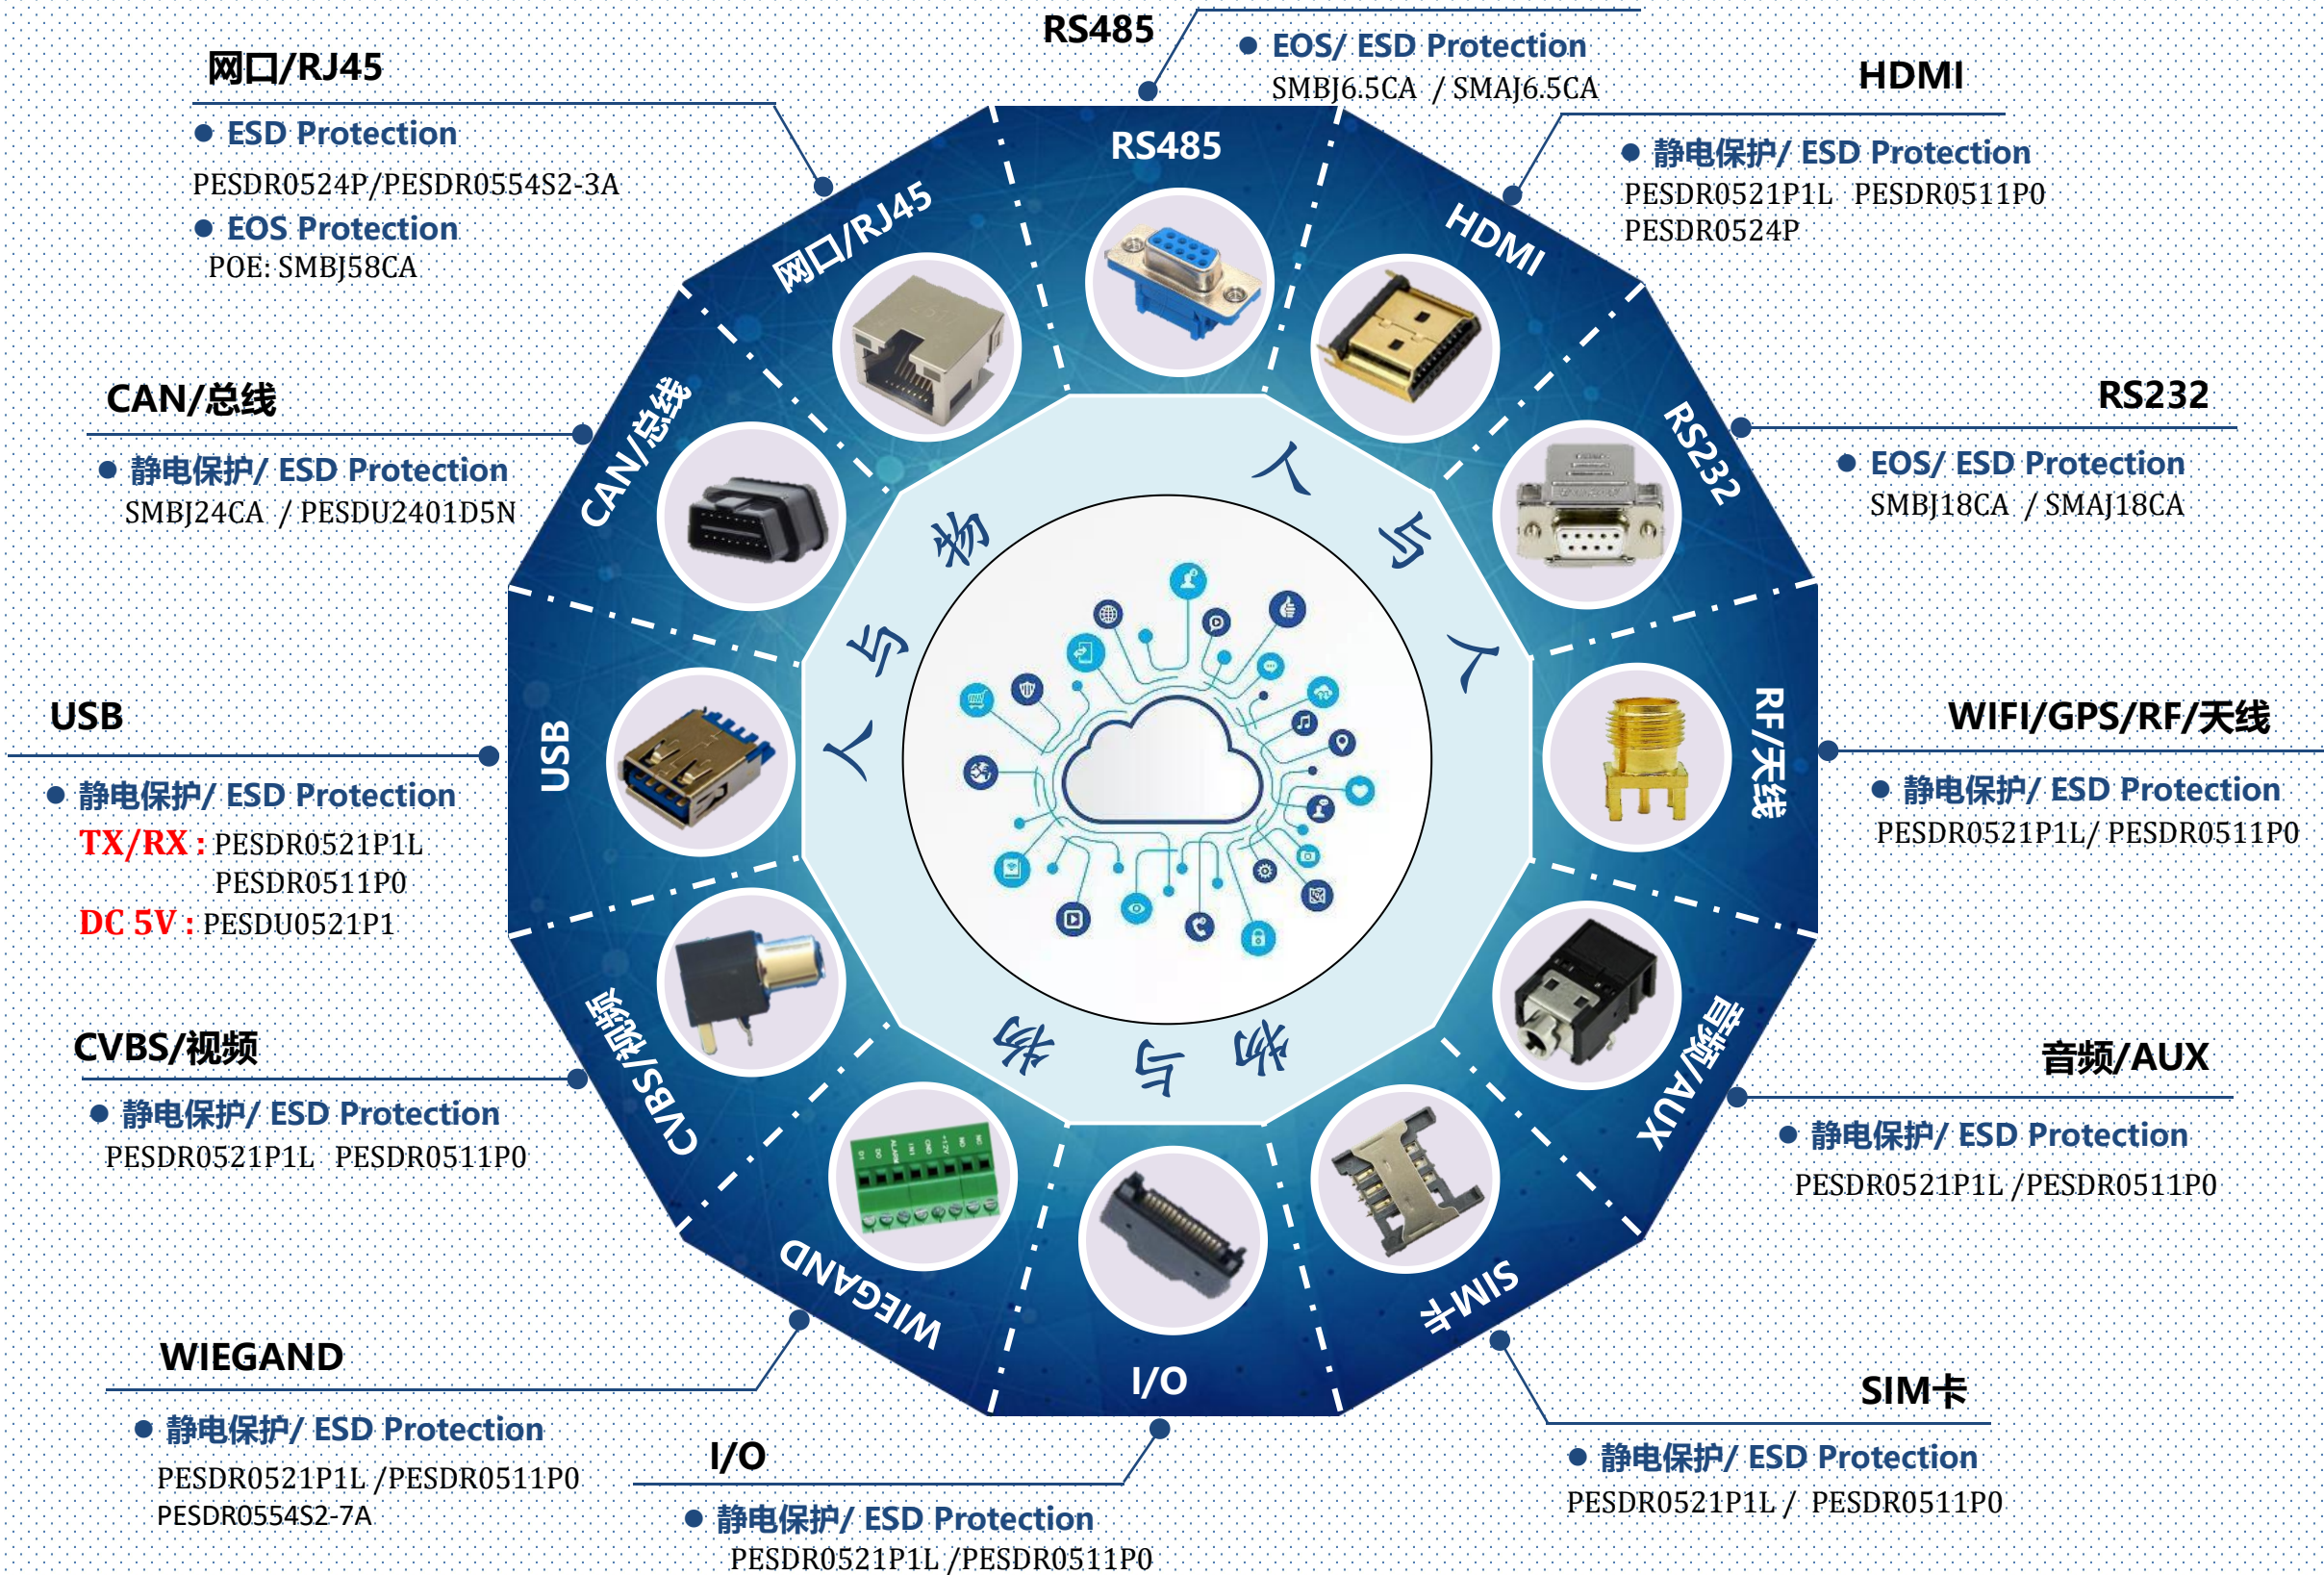 RS485
EOS/ ESD Protection
SMBJ6.5CA / SMAJ6.5CA
网口/RJ45
ESD Protection
PESDR0524P/PESDR0554S2-3A
EOS Protection
POE: SMBJ58CA
HDMI
静电保护/ ESD Protection
PESDR0521P1L PESDR0511P0
PESDR0524P
CAN/总线
静电保护/ ESD Protection
SMBJ24CA / PESDU2401D5N
RS232
EOS/ ESD Protection
SMBJ18CA / SMAJ18CA
USB
静电保护/ ESD Protection
TX/RX : PESDR0521P1L
PESDR0511P0
DC 5V : PESDU0521P1
WIFI/GPS/RF/天线
静电保护/ ESD Protection
PESDR0521P1L/ PESDR0511P0
CVBS/视频
静电保护/ ESD Protection
PESDR0521P1L PESDR0511P0
音频/AUX
静电保护/ ESD Protection
PESDR0521P1L /PESDR0511P0
WIEGAND
静电保护/ ESD Protection
PESDR0521P1L /PESDR0511P0
PESDR0554S2-7A
I/O
静电保护/ ESD Protection
PESDR0521P1L /PESDR0511P0
SIM卡
静电保护/ ESD Protection
PESDR0521P1L / PESDR0511P0
RS485
HDMI
RS232
RF/天线
音频/AUX
SIM卡
I/O
WIEGAND
CVBS/视频
USB
CAN/总线
网口/RJ45
人与人
物与物
人与物
D1 DO ALARM IN1 GND +12V NO NC